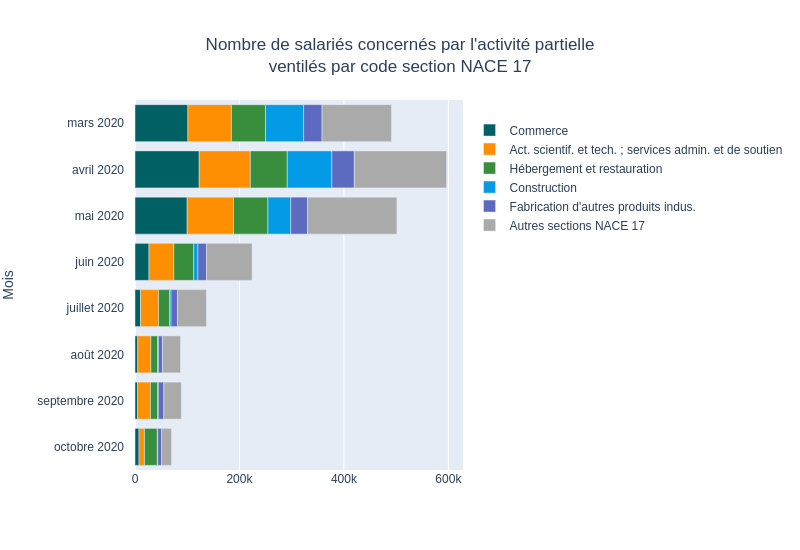 Nombre de salariés concernés par l'activité partielle
ventilés par code section NACE 17
Mois
mars 2020
avril 2020
mai 2020
juin 2020
juillet 2020
août 2020
septembre 2020
octobre 2020
0
200k
400k
600k
Commerce
Act. scientif. et tech. ; services admin. et de soutien
Hébergement et restauration
Construction
Fabrication d'autres produits indus.
Autres sections NACE 17